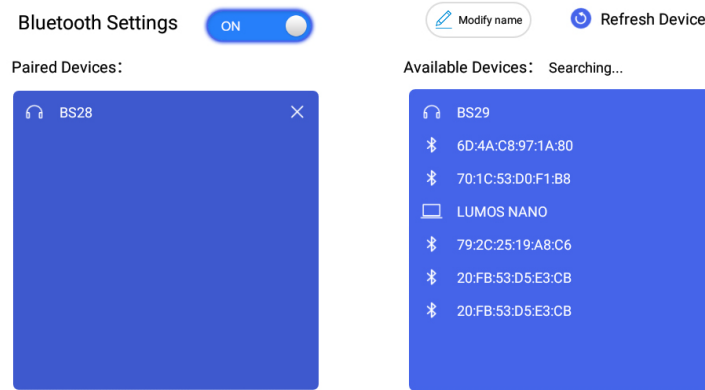 Bluetooth Settings
ON
Modify name
Refresh Device
Paired Devices:
Available Devices: Searching...
BS28
BS29
6D:4A:C8:97:1A:80
70:1C:53:D0:F1:B8
LUMOS NANO
79:2C:25:19:A8:C6
20:FB:53:D5:E3:CB
20:FB:53:D5:E3:CB